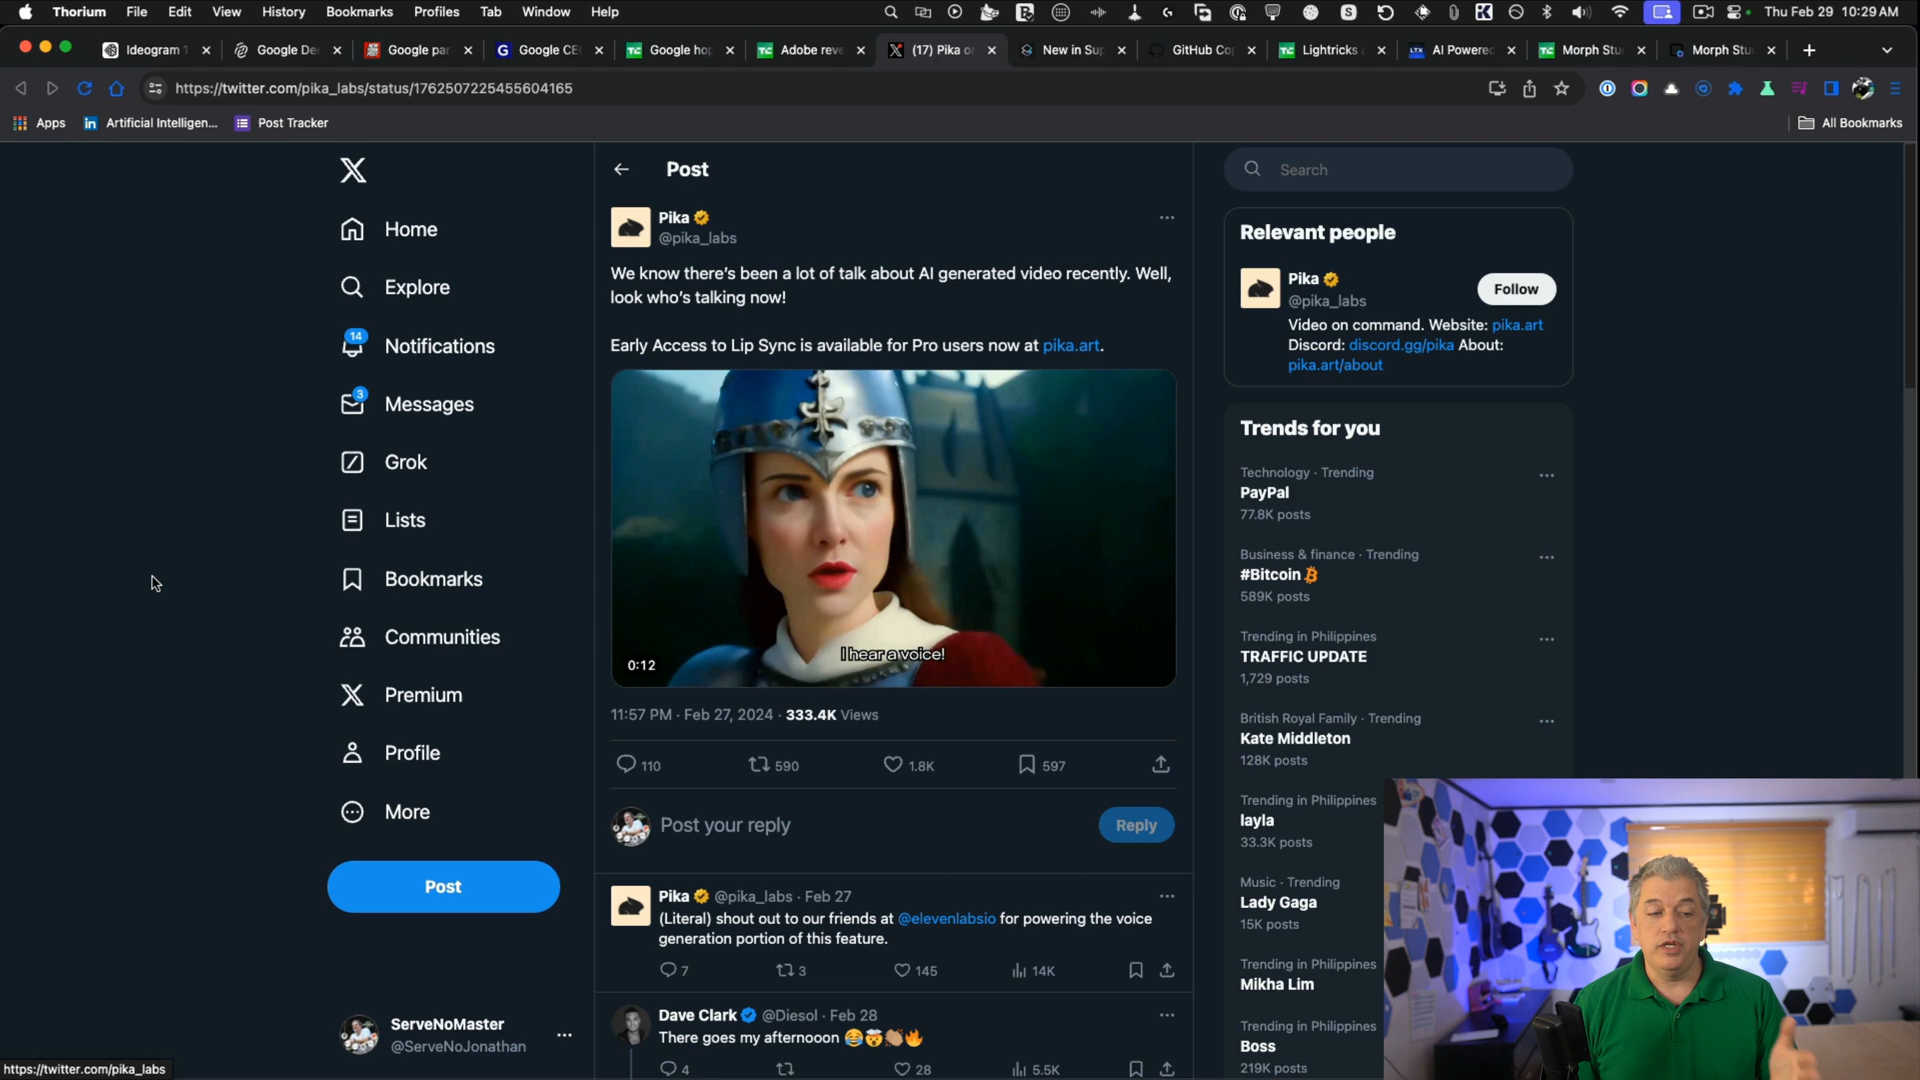 Thorium File Edit View History Bookmarks Profiles Tab Window Help Thu Feb 29 10:29 AM
Ideogram 1 Google De Google par Google CE Google hop Adobe reve (17) Pika or New in Sup GitHub Co Lightricks AI Powere Morph Stu Morph Stu
https://twitter.com/pika_labs/status/1762507225455604165
Apps Artificial Intelligen... Post Tracker All Bookmarks
Home
Explore
14
Notifications
3
Messages
Grok
Lists
Bookmarks
Communities
Premium
Profile
More
Post
ServeNoMaster
@ServeNoJonathan
https://twitter.com/pika_labs
Post
Pika
@pika_labs
We know there's been a lot of talk about AI generated video recently. Well,
look who's talking now!
Early Access to Lip Sync is available for Pro users now at pika.art.
I hear a voice!
0:12
11:57 PM · Feb 27, 2024 · 333.4K Views
110 590 1.8K 597
Post your reply
Reply
Pika @pika_labs · Feb 27
(Literal) shout out to our friends at @elevenlabsio for powering the voice
generation portion of this feature.
7 3 145 14K
Dave Clark @Diesol · Feb 28
There goes my afternooon 😂🤯👏🔥
4 28 5.5K
Search
Relevant people
Pika
@pika_labs
Follow
Video on command. Website: pika.art
Discord: discord.gg/pika About:
pika.art/about
Trends for you
Technology · Trending
PayPal
77.8K posts
Business & finance · Trending
#Bitcoin
589K posts
Trending in Philippines
TRAFFIC UPDATE
1,729 posts
British Royal Family · Trending
Kate Middleton
128K posts
Trending in Philippines
layla
33.3K posts
Music · Trending
Lady Gaga
15K posts
Trending in Philippines
Mikha Lim
Trending in Philippines
Boss
219K posts